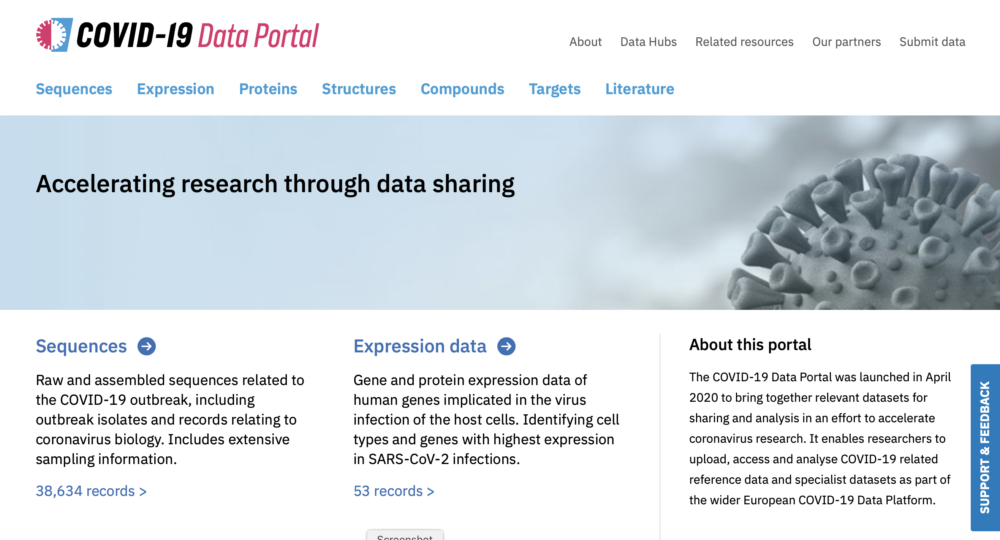 COVID-19 Data Portal
About Data Hubs Related resources Our partners Submit data
Sequences Expression Proteins Structures Compounds Targets Literature
Accelerating research through data sharing
Sequences
Raw and assembled sequences related to
the COVID-19 outbreak, including
outbreak isolates and records relating to
coronavirus biology. Includes extensive
sampling information.
38,634 records >
Expression data
Gene and protein expression data of
human genes implicated in the virus
infection of the host cells. Identifying cell
types and genes with highest expression
in SARS-CoV-2 infections.
53 records >
About this portal
The COVID-19 Data Portal was launched in April
2020 to bring together relevant datasets for
sharing and analysis in an effort to accelerate
coronavirus research. It enables researchers to
upload, access and analyse COVID-19 related
reference data and specialist datasets as part of
the wider European COVID-19 Data Platform.
SUPPORT & FEEDBACK
Screenshot